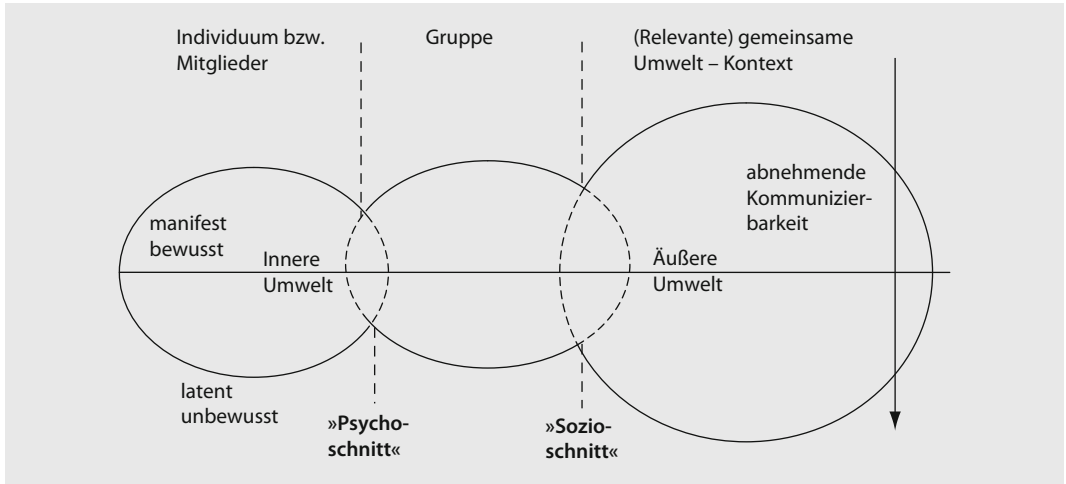 Individuum bzw.
Mitglieder
Gruppe
(Relevante) gemeinsame
Umwelt – Kontext
manifest
bewusst
Innere
Umwelt
Äußere
Umwelt
abnehmende
Kommunizier-
barkeit
latent
unbewusst
»Psycho-
schnitt«
»Sozio-
schnitt«